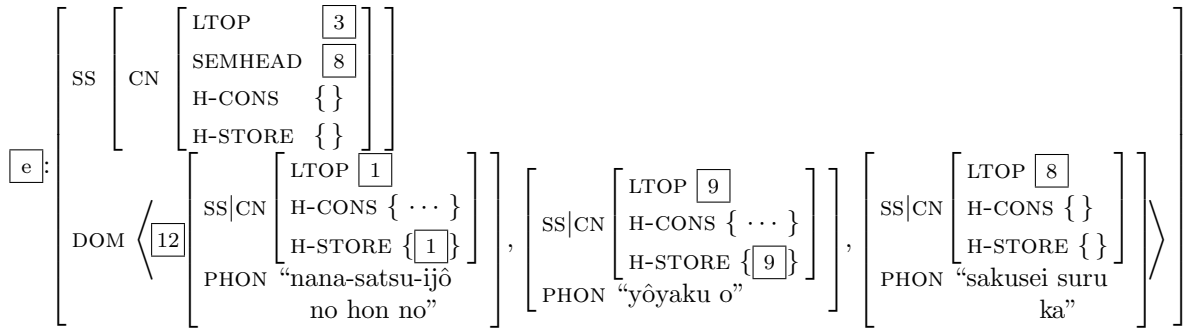 LTOP 3
SEMHEAD 8
SS CN
H-CONS { }
H-STORE { }
e :
LTOP 1
SS|CN H-CONS { ··· }
H-STORE { 1 }
PHON “nana-satsu-ijô
no hon no”
DOM ⟨ 12 ,
LTOP 9
SS|CN H-CONS { ··· }
H-STORE { 9 }
PHON “yôyaku o”
,
LTOP 8
SS|CN H-CONS { }
H-STORE { }
PHON “sakusei suru
ka”
⟩